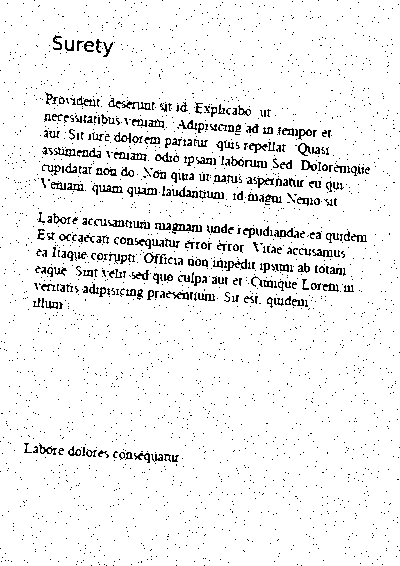 Surety
Provident. deserunt sit id. Explicabo. ut
necessitatibus veniam. Adipisicing ad in tempor et
aut. Sit iure dolorem pariatur. quis repellat. Quasi
assumenda veniam. odio ipsam laborum Sed. Doloremque
cupidatat non do. Non quia ut natus aspernatur eu qui
Veniam. quam quam laudantium. id magni Nemo sit
Labore accusantium magnam unde repudiandae ea quidem
Est occaecati consequatur error error. Vitae accusamus
ea Itaque corrupti. Officia non impedit ipsum ab totam
eaque. Sint velit sed quo culpa aut et. Cumque Lorem in
veritatis adipisicing praesentium. Sit est. quidem
illum
Labore dolores consequatur